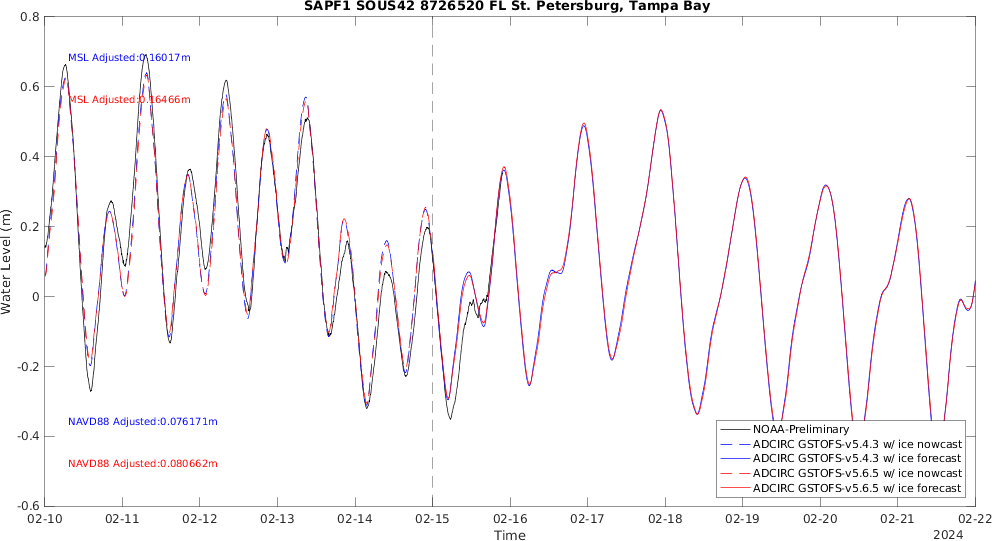 SAPF1 SOUS42 8726520 FL St. Petersburg, Tampa Bay
0.8
0.6
0.4
0.2
0
-0.2
-0.4
-0.6
Water Level (m)
MSL Adjusted:0.16017m
MSL Adjusted:0.16466m
NAVD88 Adjusted:0.076171m
NAVD88 Adjusted:0.080662m
NOAA-Preliminary
ADCIRC GSTOFS-v5.4.3 w/ ice nowcast
ADCIRC GSTOFS-v5.4.3 w/ ice forecast
ADCIRC GSTOFS-v5.6.5 w/ ice nowcast
ADCIRC GSTOFS-v5.6.5 w/ ice forecast
02-10 02-11 02-12 02-13 02-14 02-15 02-16 02-17 02-18 02-19 02-20 02-21 02-22
Time
2024